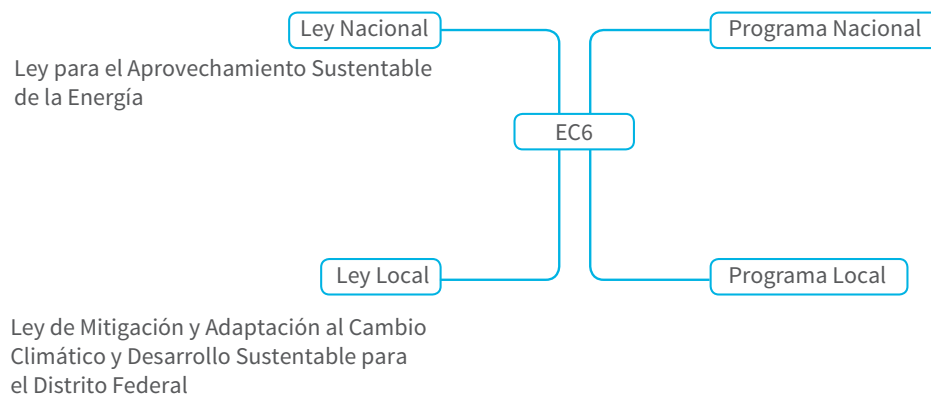 Ley Nacional
Programa Nacional
Ley para el Aprovechamiento Sustentable
de la Energía
EC6
Ley Local
Programa Local
Ley de Mitigación y Adaptación al Cambio
Climático y Desarrollo Sustentable para
el Distrito Federal